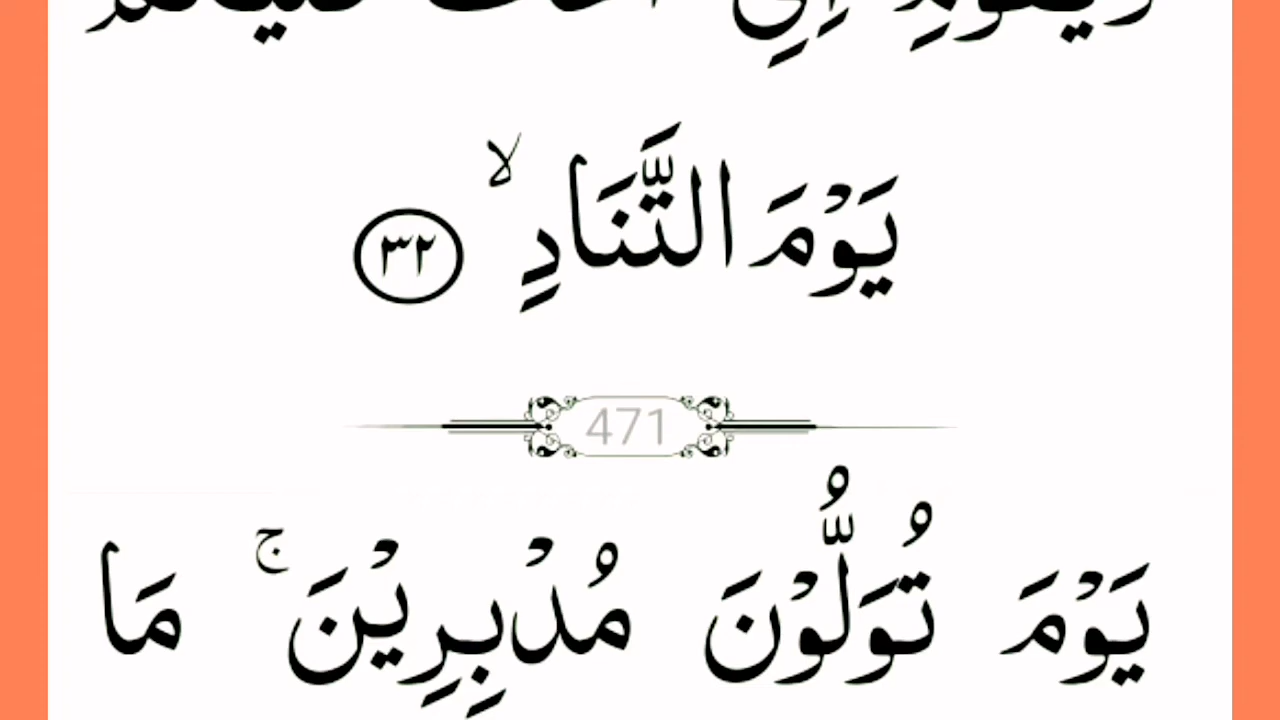 يَوْمَ التَّنَادِ ۙ ٣٢
471
يَوْمَ تُوَلُّوْنَ مُدْبِرِيْنَ ۚ مَا